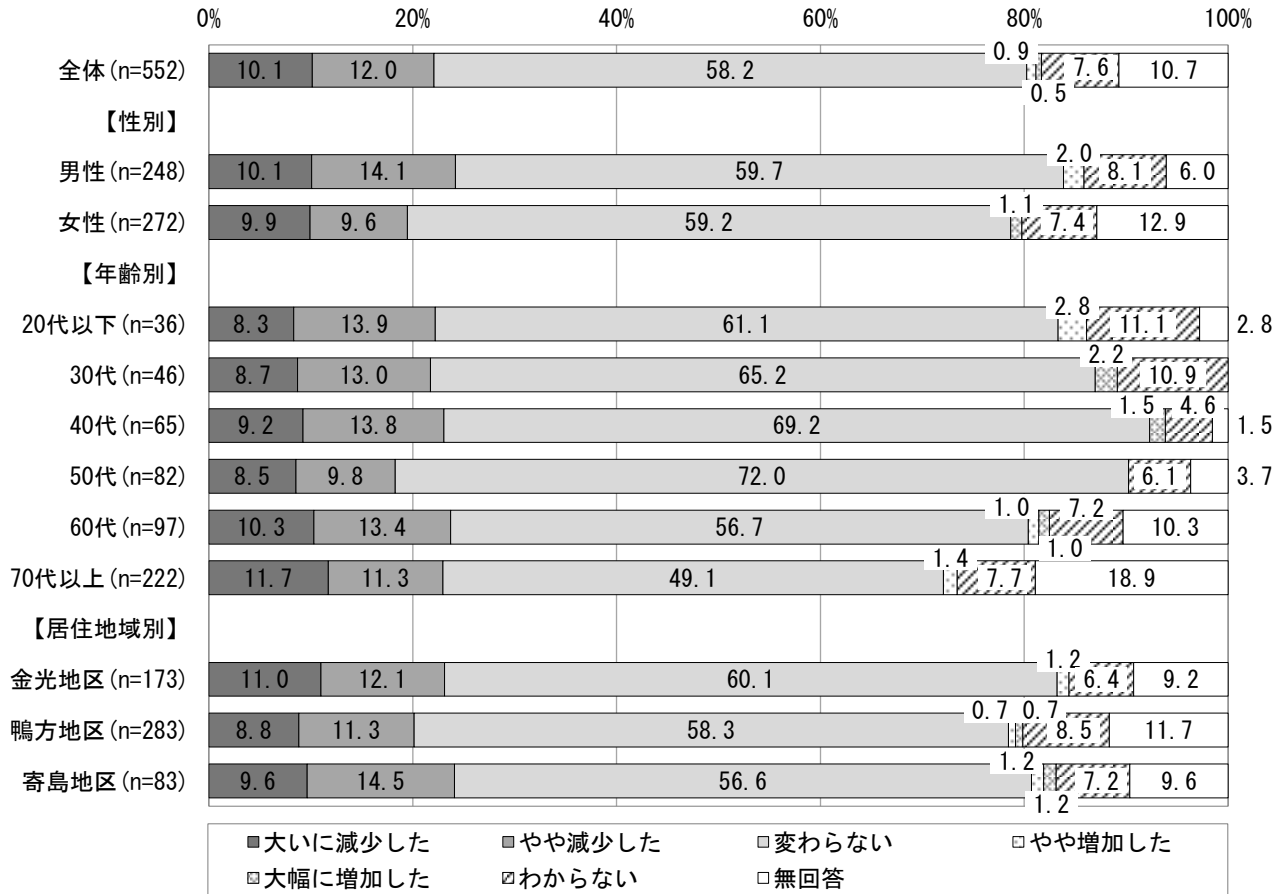 0% 20% 40% 60% 80% 100%
全体(n=552) 10.1 12.0 58.2 0.9 0.5 7.6 10.7
【性別】
男性(n=248) 10.1 14.1 59.7 2.0 8.1 6.0
女性(n=272) 9.9 9.6 59.2 1.1 7.4 12.9
【年齢別】
20代以下(n=36) 8.3 13.9 61.1 2.8 11.1 2.8
30代(n=46) 8.7 13.0 65.2 2.2 10.9
40代(n=65) 9.2 13.8 69.2 1.5 4.6 1.5
50代(n=82) 8.5 9.8 72.0 6.1 3.7
60代(n=97) 10.3 13.4 56.7 1.0 1.0 7.2 10.3
70代以上(n=222) 11.7 11.3 49.1 1.4 7.7 18.9
【居住地域別】
金光地区(n=173) 11.0 12.1 60.1 1.2 6.4 9.2
鴨方地区(n=283) 8.8 11.3 58.3 0.7 0.7 8.5 11.7
寄島地区(n=83) 9.6 14.5 56.6 1.2 1.2 7.2 9.6
大いに減少した やや減少した 変わらない やや増加した
大幅に増加した わからない 無回答